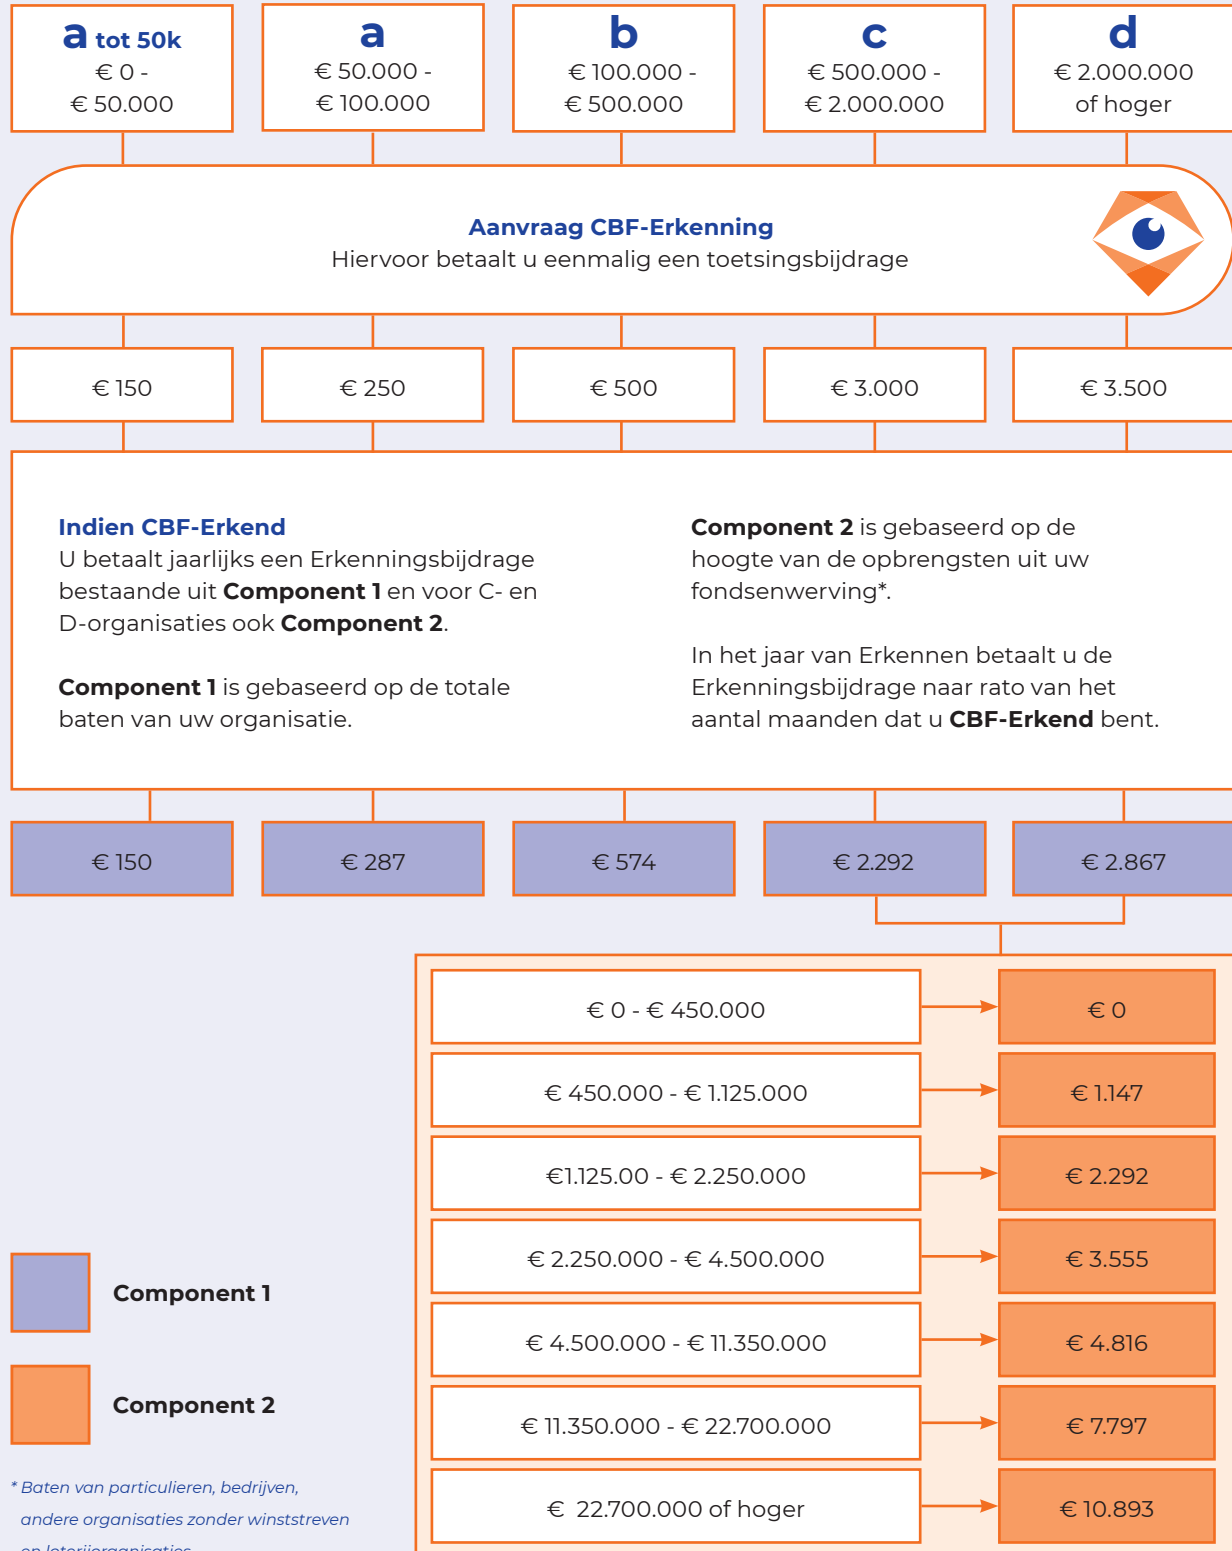 a tot 50k
€ 0 -
€ 50.000
a
€ 50.000 -
€ 100.000
b
€ 100.000 -
€ 500.000
c
€ 500.000 -
€ 2.000.000
d
€ 2.000.000
of hoger
Aanvraag CBF-Erkenning
Hiervoor betaalt u eenmalig een toetsingsbijdrage
€ 150
€ 250
€ 500
€ 3.000
€ 3.500
Indien CBF-Erkend
U betaalt jaarlijks een Erkenningsbijdrage
bestaande uit Component 1 en voor C- en
D-organisaties ook Component 2.
Component 1 is gebaseerd op de totale
baten van uw organisatie.
Component 2 is gebaseerd op de
hoogte van de opbrengsten uit uw
fondsenwerving*.
In het jaar van Erkennen betaalt u de
Erkenningsbijdrage naar rato van het
aantal maanden dat u CBF-Erkend bent.
€ 150
€ 287
€ 574
€ 2.292
€ 2.867
€ 0 - € 450.000
€ 0
€ 450.000 - € 1.125.000
€ 1.147
€1.125.00 - € 2.250.000
€ 2.292
€ 2.250.000 - € 4.500.000
€ 3.555
€ 4.500.000 - € 11.350.000
€ 4.816
€ 11.350.000 - € 22.700.000
€ 7.797
€ 22.700.000 of hoger
€ 10.893
Component 1
Component 2
* Baten van particulieren, bedrijven,
andere organisaties zonder winststreven
en loterijorganisaties